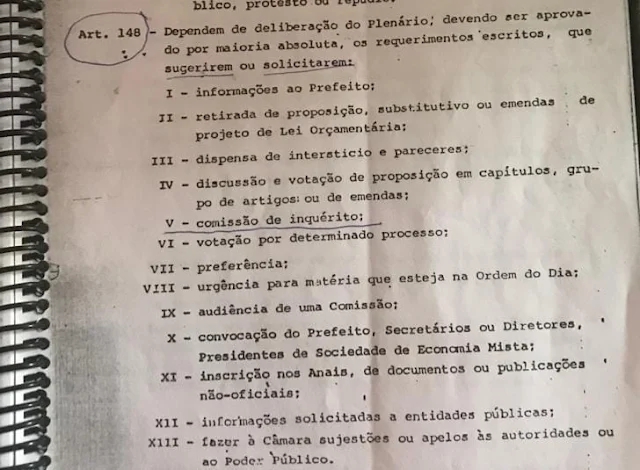 blico, protesto ou repúdio.
Art. 148 - Dependem de deliberação do Plenário, devendo ser aprova-
do por maioria absoluta, os requerimentos escritos, que
sugerirem ou solicitarem:
I - informações ao Prefeito;
II - retirada de proposição, substitutivo ou emendas de
projeto de Lei Orçamentária;
III - dispensa de interstício e pareceres;
IV - discussão e votação de proposição em capítulos, gru-
po de artigos ou de emendas;
V - comissão de inquérito;
VI - votação por determinado processo;
VII - preferência;
VIII - urgência para matéria que esteja na Ordem do Dia;
IX - audiência de uma Comissão;
X - convocação do Prefeito, Secretários ou Diretores,
Presidentes de Sociedade de Economia Mista;
XI - inscrição nos Anais, de documentos ou publicações
não-oficiais;
XII - informações solicitadas a entidades públicas;
XIII - fazer à Câmara sujestões ou apelos às autoridades ou
ao Poder Público.